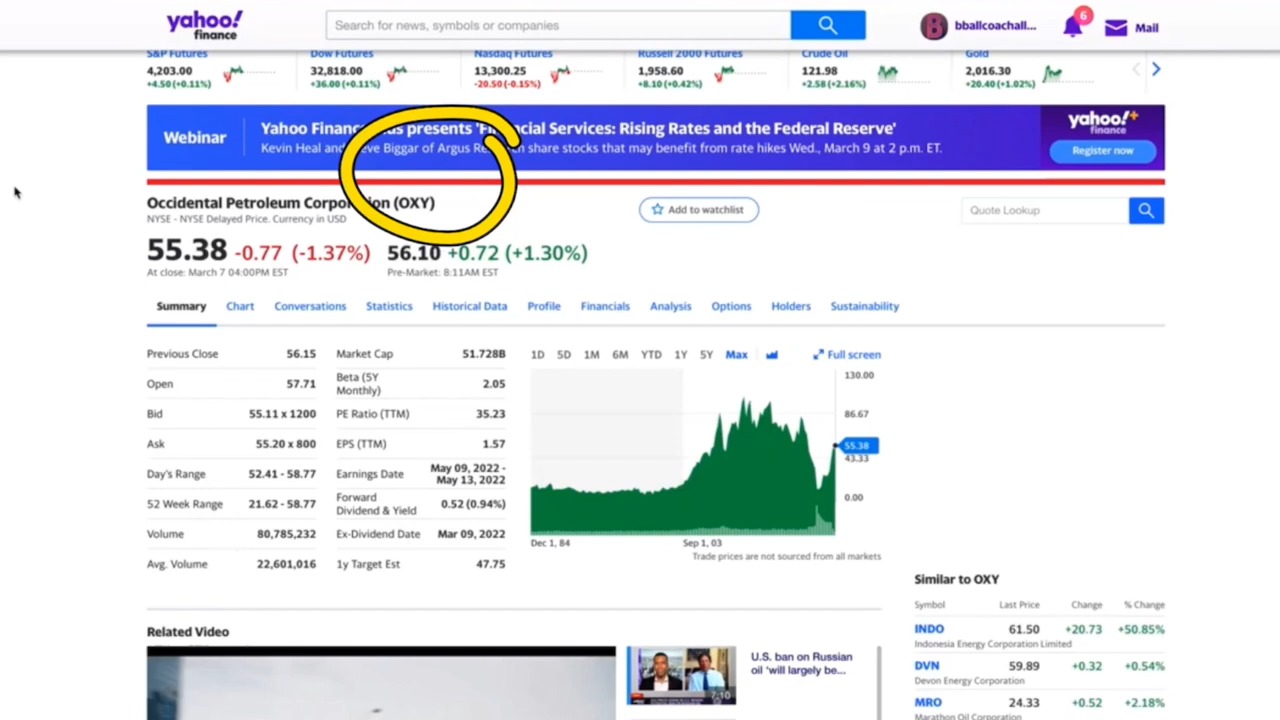 yahoo!
finance
Search for news, symbols or companies
B
bballcoachall...
6
Mail
S&P Futures
4,203.00
+4.50 (+0.11%)
Dow Futures
32,818.00
+36.00 (+0.11%)
Nasdaq Futures
13,300.25
-20.50 (-0.15%)
Russell 2000 Futures
1,958.60
+8.10 (+0.42%)
Crude Oil
121.98
+2.58 (+2.16%)
Gold
2,016.30
+20.40 (+1.02%)
Webinar
Yahoo Finance Plus presents 'Financial Services: Rising Rates and the Federal Reserve'
Kevin Heal and Steve Biggar of Argus Research share stocks that may benefit from rate hikes Wed., March 9 at 2 p.m. ET.
yahoo!+
finance
Register now
Occidental Petroleum Corporation (OXY)
NYSE - NYSE Delayed Price. Currency in USD
Add to watchlist
Quote Lookup
55.38 -0.77 (-1.37%)
At close: March 7 04:00PM EST
56.10 +0.72 (+1.30%)
Pre-Market: 8:11AM EST
Summary Chart Conversations Statistics Historical Data Profile Financials Analysis Options Holders Sustainability
Previous Close 56.15
Open 57.71
Bid 55.11 x 1200
Ask 55.20 x 800
Day's Range 52.41 - 58.77
52 Week Range 21.62 - 58.77
Volume 80,785,232
Avg. Volume 22,601,016
Market Cap 51.728B
Beta (5Y
Monthly) 2.05
PE Ratio (TTM) 35.23
EPS (TTM) 1.57
Earnings Date May 09, 2022 -
May 13, 2022
Forward
Dividend & Yield 0.52 (0.94%)
Ex-Dividend Date Mar 09, 2022
1y Target Est 47.75
1D 5D 1M 6M YTD 1Y 5Y Max Full screen
130.00
86.67
55.38
43.33
0.00
Dec 1, 84 Sep 1, 03
Trade prices are not sourced from all markets
Related Video
7:10
U.S. ban on Russian
oil 'will largely be...
Similar to OXY
Symbol Last Price Change % Change
INDO 61.50 +20.73 +50.85%
Indonesia Energy Corporation Limited
DVN 59.89 +0.32 +0.54%
Devon Energy Corporation
MRO 24.33 +0.52 +2.18%
Marathon Oil Corporation